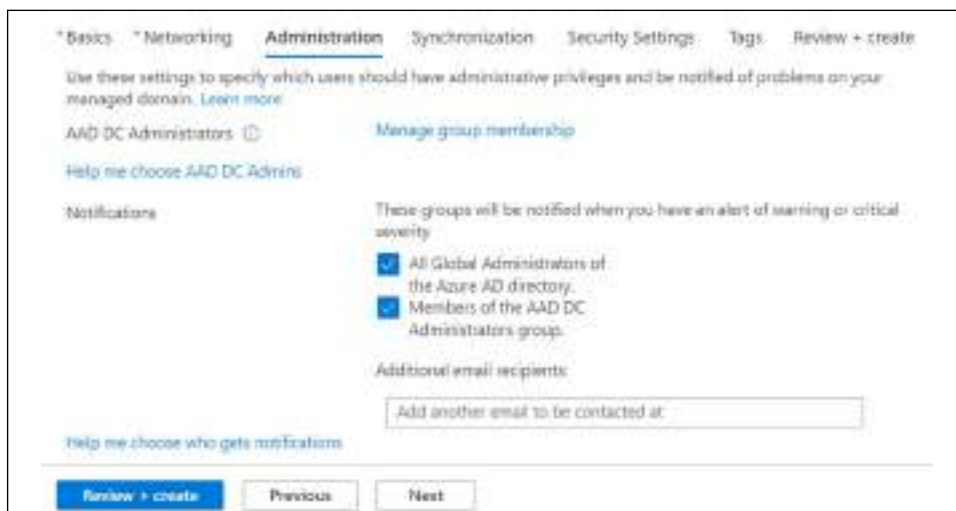 * Basics * Networking Administration Synchronization Security Settings Tags Review + create
Use these settings to specify which users should have administrative privileges and be notified of problems on your
managed domain. Learn more
AAD DC Administrators Manage group membership
Help me choose AAD DC Admins
Notifications These groups will be notified when you have an alert of warning or critical
severity
All Global Administrators of
the Azure AD directory.
Members of the AAD DC
Administrators group.
Additional email recipients:
Add another email to be contacted at
Help me choose who gets notifications
Review + create Previous Next